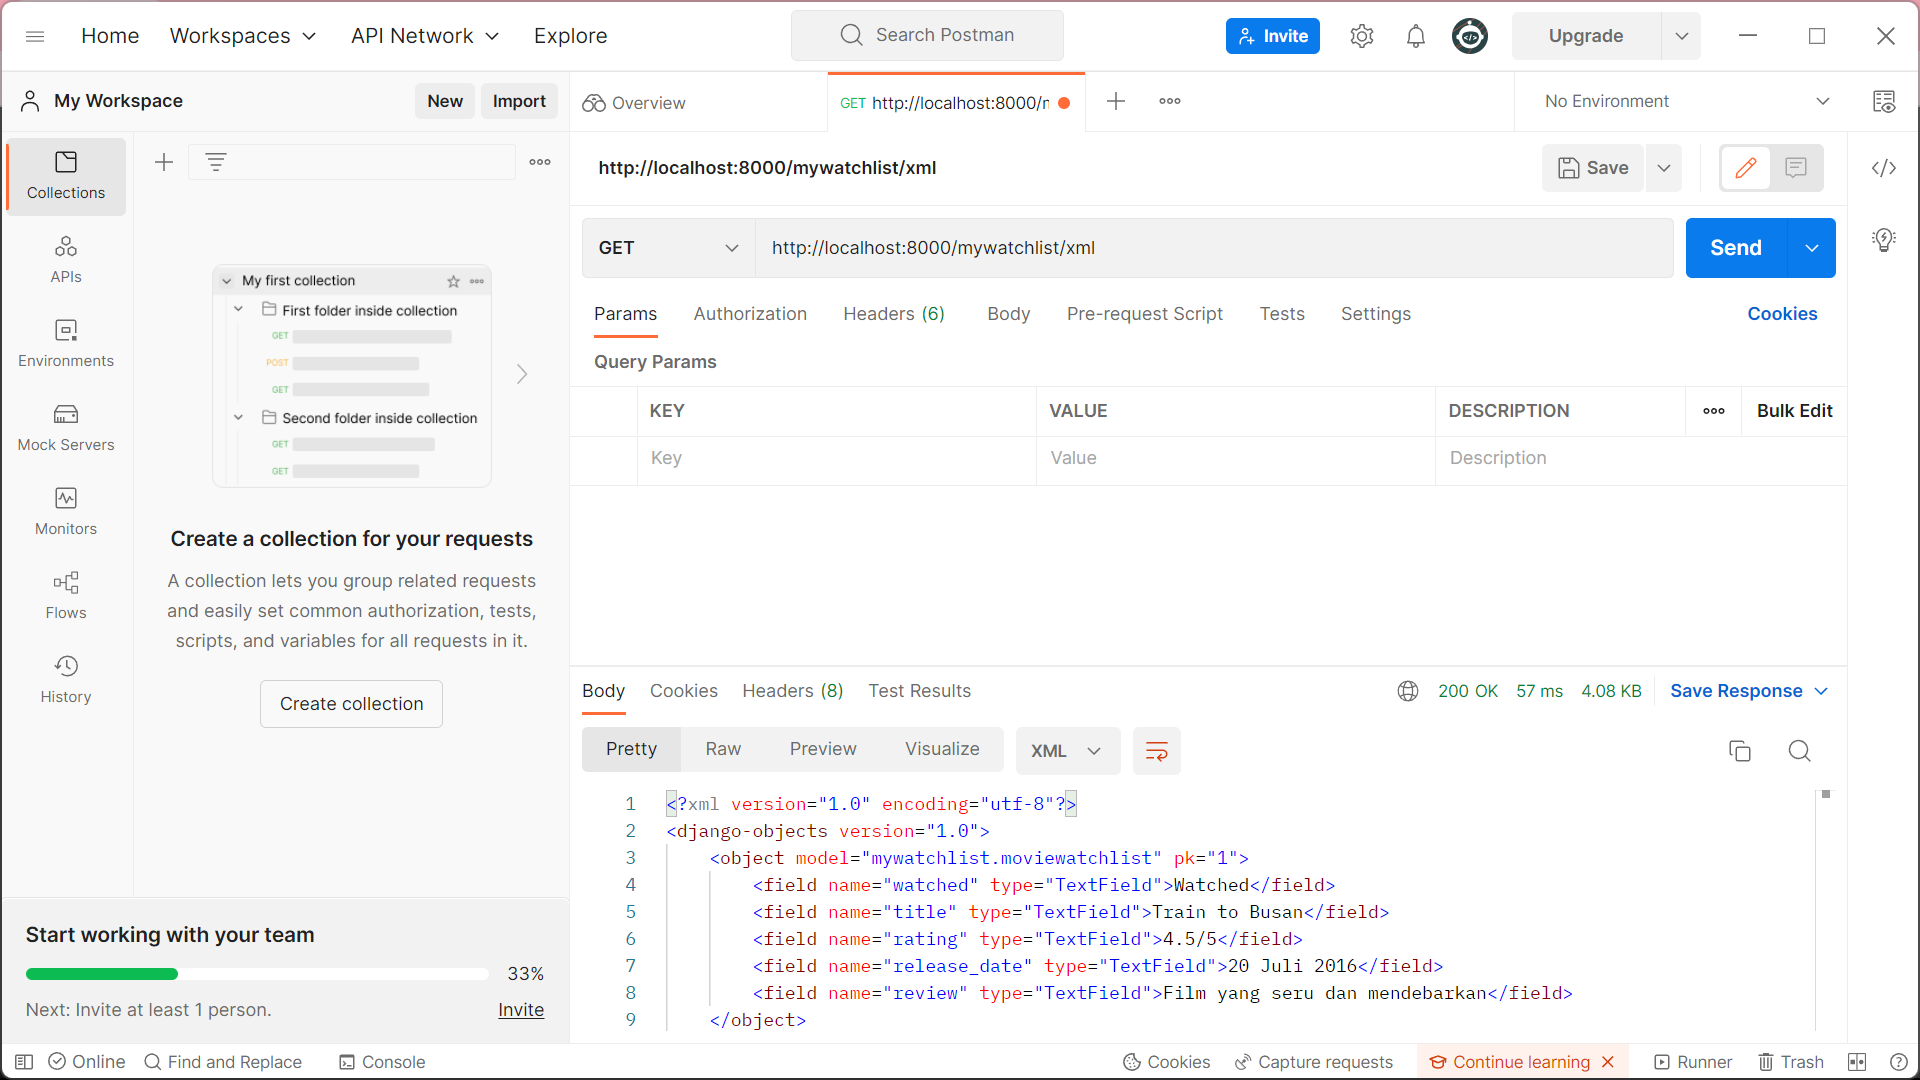 Home Workspaces API Network Explore Search Postman Invite Upgrade
My Workspace New Import
Overview GET http://localhost:8000/ No Environment
Collections
APIs
Environments
Mock Servers
Monitors
Flows
History
My first collection
First folder inside collection
GET
POST
GET
Second folder inside collection
GET
GET
Create a collection for your requests
A collection lets you group related requests
and easily set common authorization, tests,
scripts, and variables for all requests in it.
Create collection
Start working with your team
33%
Next: Invite at least 1 person. Invite
http://localhost:8000/mywatchlist/xml Save
GET http://localhost:8000/mywatchlist/xml Send
Params Authorization Headers (6) Body Pre-request Script Tests Settings Cookies
Query Params
KEY VALUE DESCRIPTION Bulk Edit
Key Value Description
Body Cookies Headers (8) Test Results 200 OK 57 ms 4.08 KB Save Response
Pretty Raw Preview Visualize XML
1 <?xml version="1.0" encoding="utf-8"?>
2 <django-objects version="1.0">
3 <object model="mywatchlist.moviewatchlist" pk="1">
4 <field name="watched" type="TextField">Watched</field>
5 <field name="title" type="TextField">Train to Busan</field>
6 <field name="rating" type="TextField">4.5/5</field>
7 <field name="release_date" type="TextField">20 Juli 2016</field>
8 <field name="review" type="TextField">Film yang seru dan mendebarkan</field>
9 </object>
Online Find and Replace Console Cookies Capture requests Continue learning Runner Trash